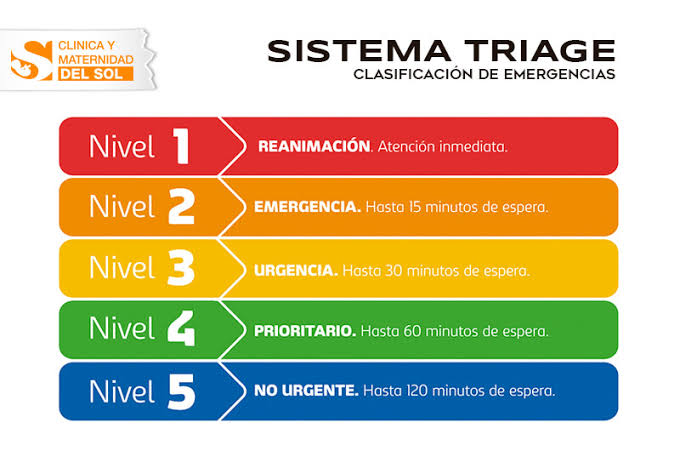 CLINICA Y
MATERNIDAD
DEL SOL
SISTEMA TRIAGE
CLASIFICACIÓN DE EMERGENCIAS
Nivel 1 REANIMACIÓN. Atención inmediata.
Nivel 2 EMERGENCIA. Hasta 15 minutos de espera.
Nivel 3 URGENCIA. Hasta 30 minutos de espera.
Nivel 4 PRIORITARIO. Hasta 60 minutos de espera.
Nivel 5 NO URGENTE. Hasta 120 minutos de espera.